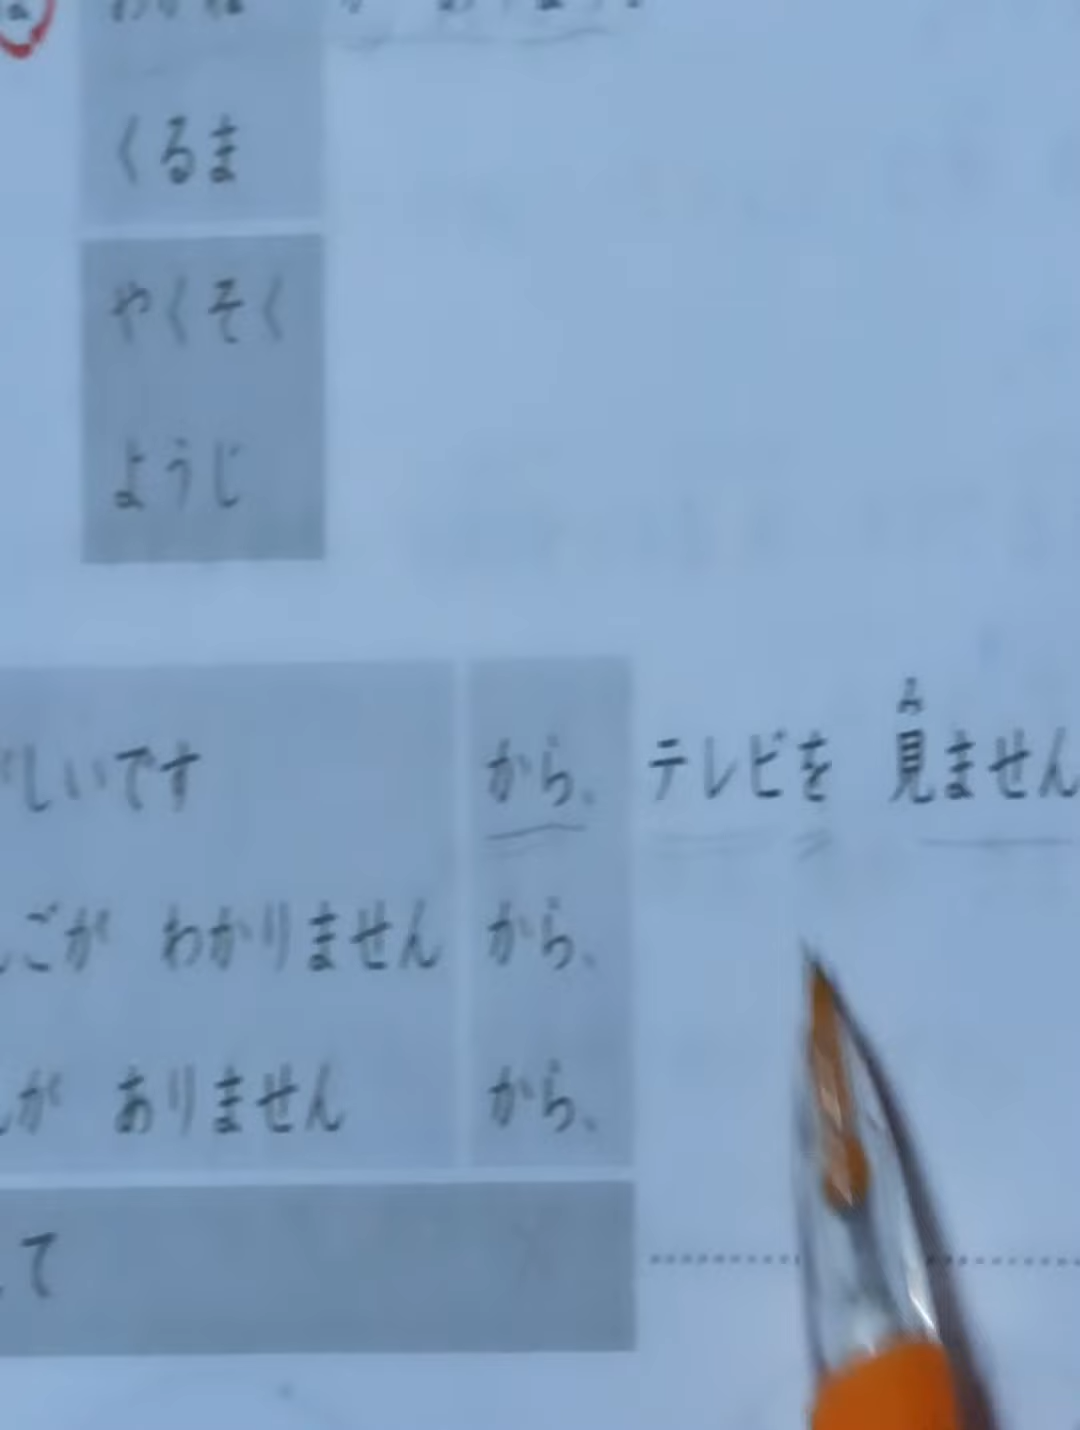 くるま
やくそく
ようじ
しいです から、テレビを 見ません
ごが わかりません から、
が ありません から、
て